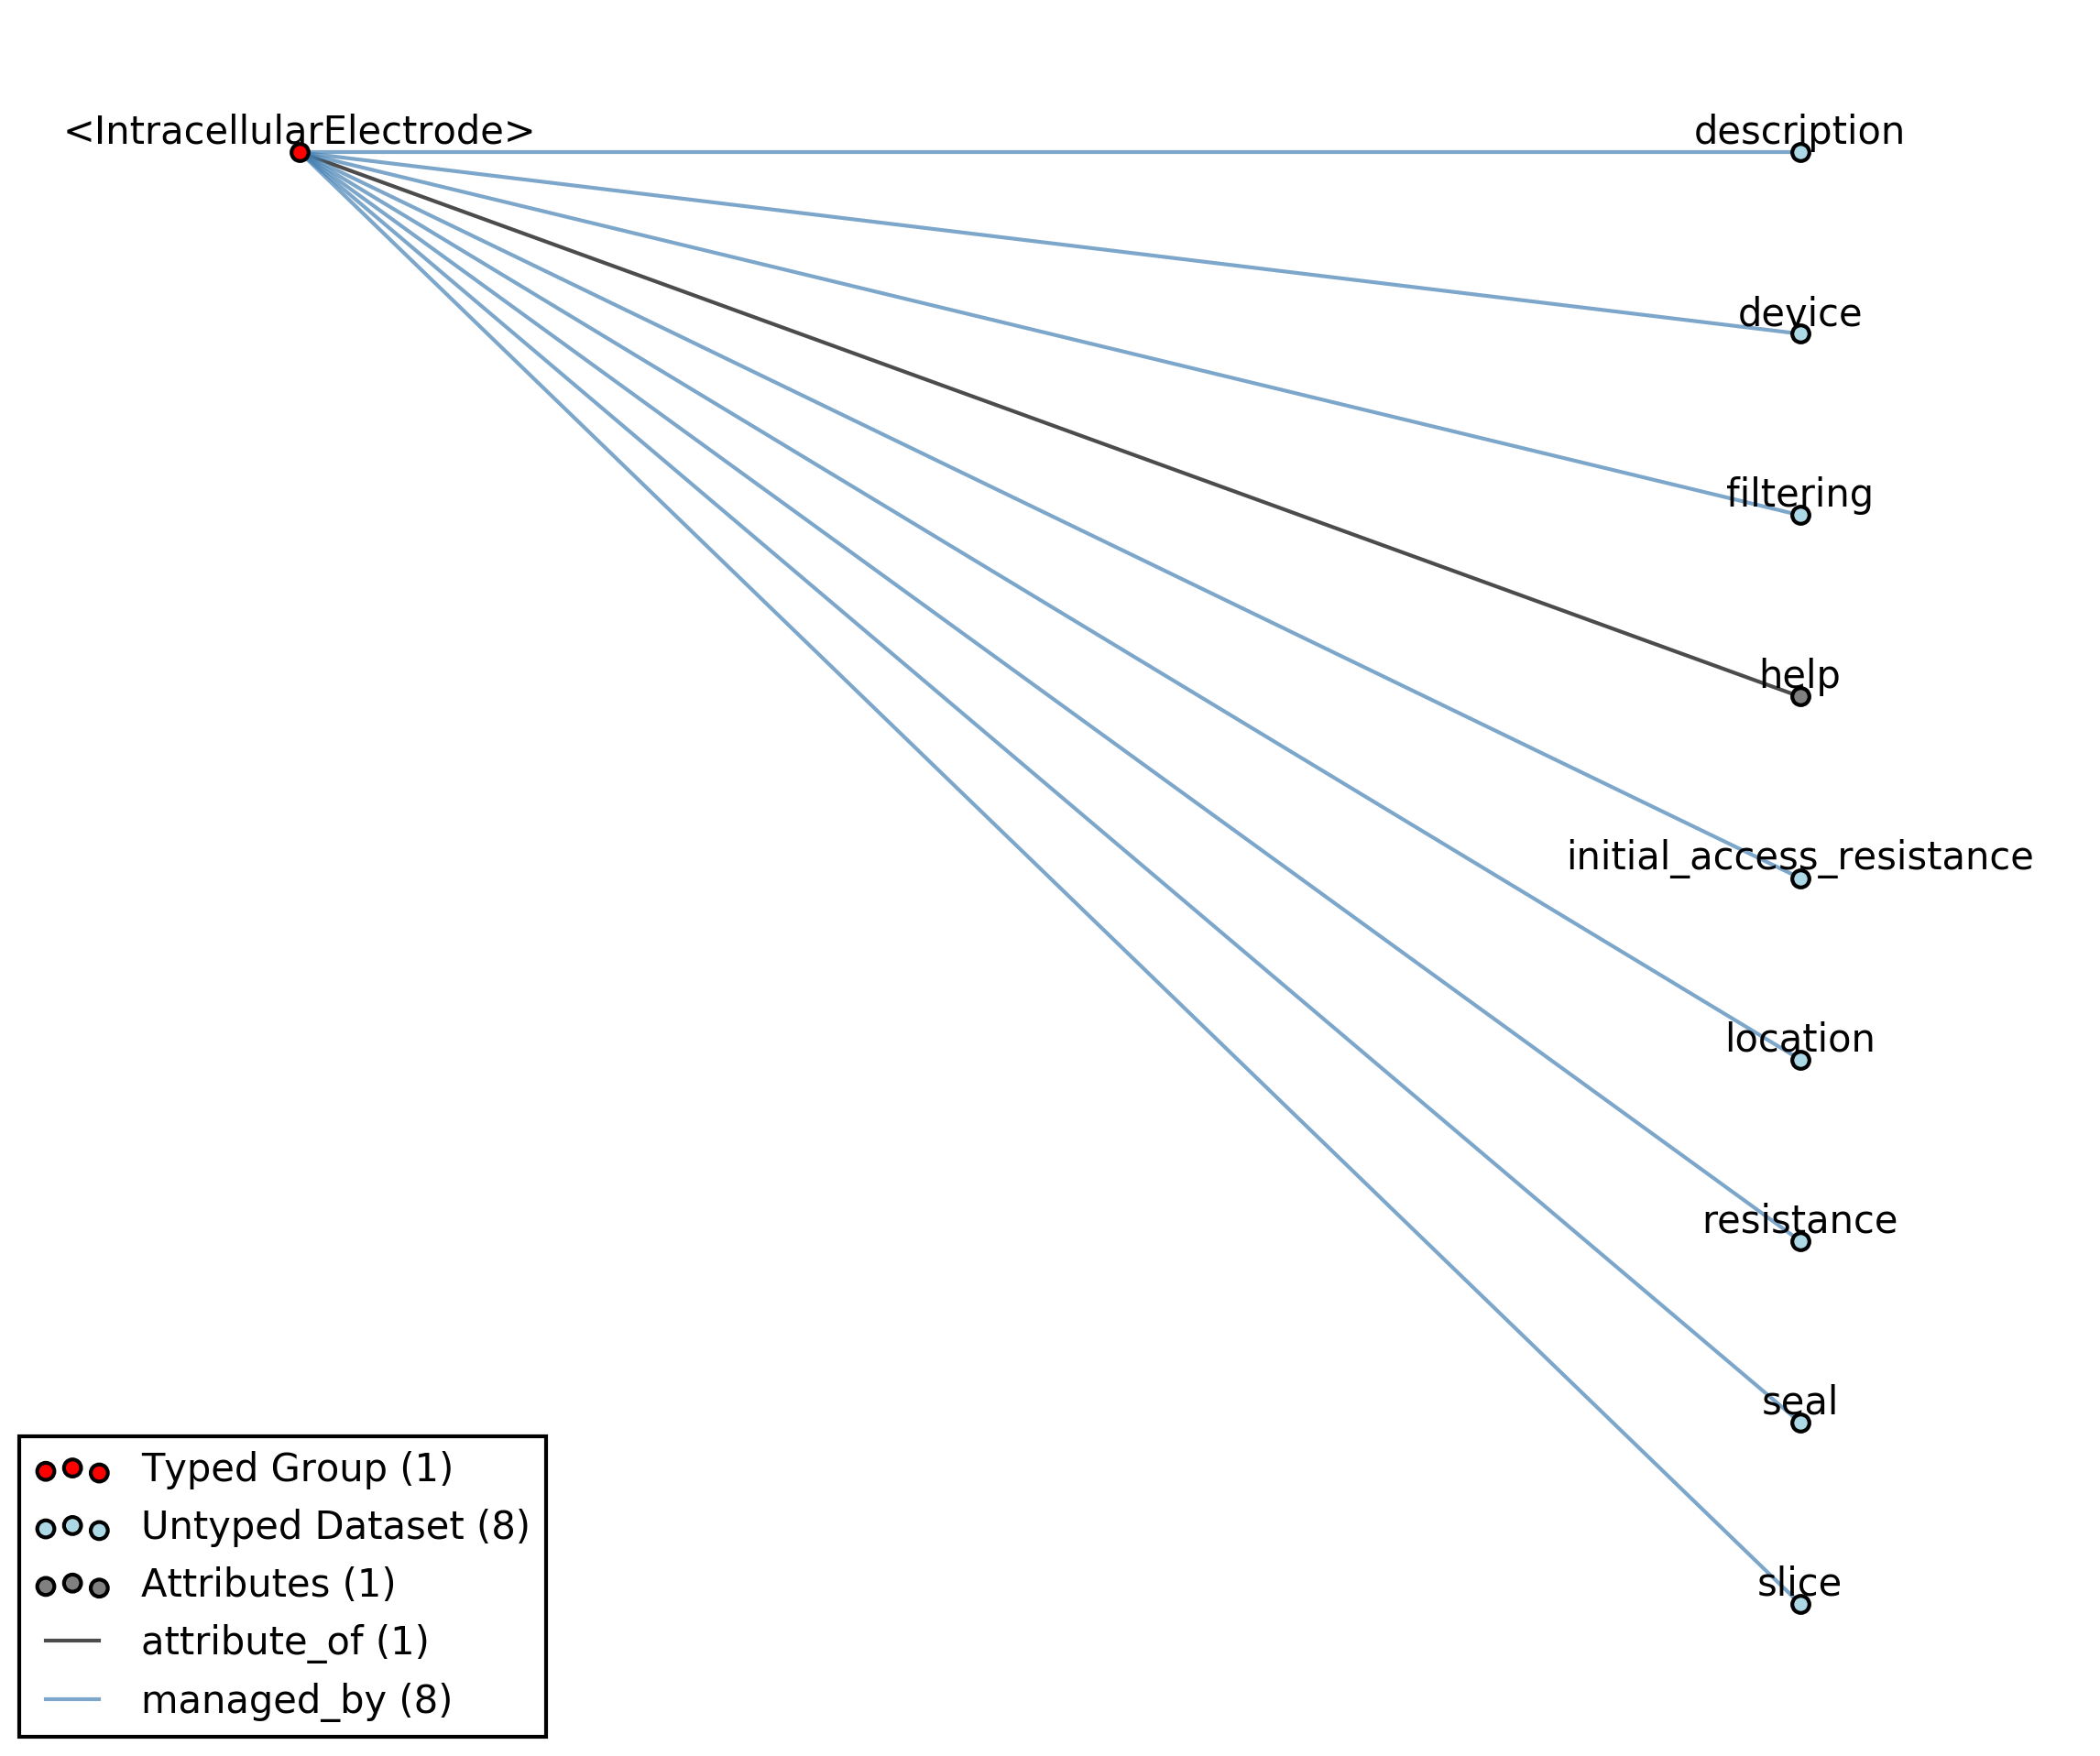 <IntracellularElectrode>
description
device
filtering
help
initial_access_resistance
location
resistance
seal
slice
Typed Group (1)
Untyped Dataset (8)
Attributes (1)
attribute_of (1)
managed_by (8)